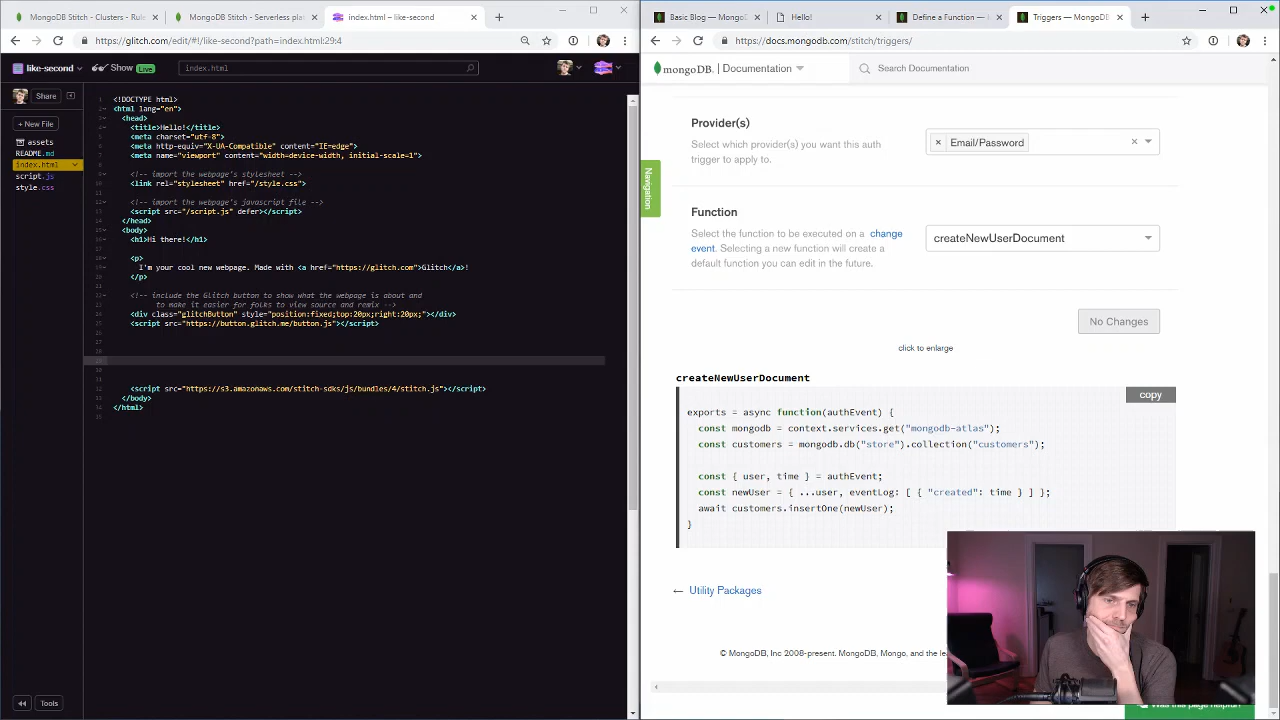 MongoDB Stitch - Clusters - Rule
MongoDB Stitch - Serverless pla
index.html – like-second
https://glitch.com/edit/#!/like-second?path=index.html:29:4
like-second
Show
Live
index.html
Share
+ New File
assets
README.md
index.html
script.js
style.css
<!DOCTYPE html>
<html lang="en">
<head>
<title>Hello!</title>
<meta charset="utf-8">
<meta http-equiv="X-UA-Compatible" content="IE=edge">
<meta name="viewport" content="width=device-width, initial-scale=1">
<!-- import the webpage's stylesheet -->
<link rel="stylesheet" href="/style.css">
<!-- import the webpage's javascript file -->
<script src="/script.js" defer></script>
</head>
<body>
<h1>Hi there!</h1>
<p>
I'm your cool new webpage. Made with <a href="https://glitch.com">Glitch</a>!
</p>
<!-- include the Glitch button to show what the webpage is about and
to make it easier for folks to view source and remix -->
<div class="glitchButton" style="position:fixed;top:20px;right:20px;"></div>
<script src="https://button.glitch.me/button.js"></script>
<script src="https://s3.amazonaws.com/stitch-sdks/js/bundles/4/stitch.js"></script>
</body>
</html>
Tools
Basic Blog — MongoD
Hello!
Define a Function — M
Triggers — MongoDB
https://docs.mongodb.com/stitch/triggers/
mongoDB. | Documentation
Search Documentation
Navigation
Provider(s)
Select which provider(s) you want this auth
trigger to apply to.
× Email/Password
Function
Select the function to be executed on a change
event. Selecting a new function will create a
default function you can edit in the future.
createNewUserDocument
No Changes
click to enlarge
createNewUserDocument
copy
exports = async function(authEvent) {
const mongodb = context.services.get("mongodb-atlas");
const customers = mongodb.db("store").collection("customers");
const { user, time } = authEvent;
const newUser = { ...user, eventLog: [ { "created": time } ] };
await customers.insertOne(newUser);
}
← Utility Packages
© MongoDB, Inc 2008-present. MongoDB, Mongo, and the le
Was this page helpful?